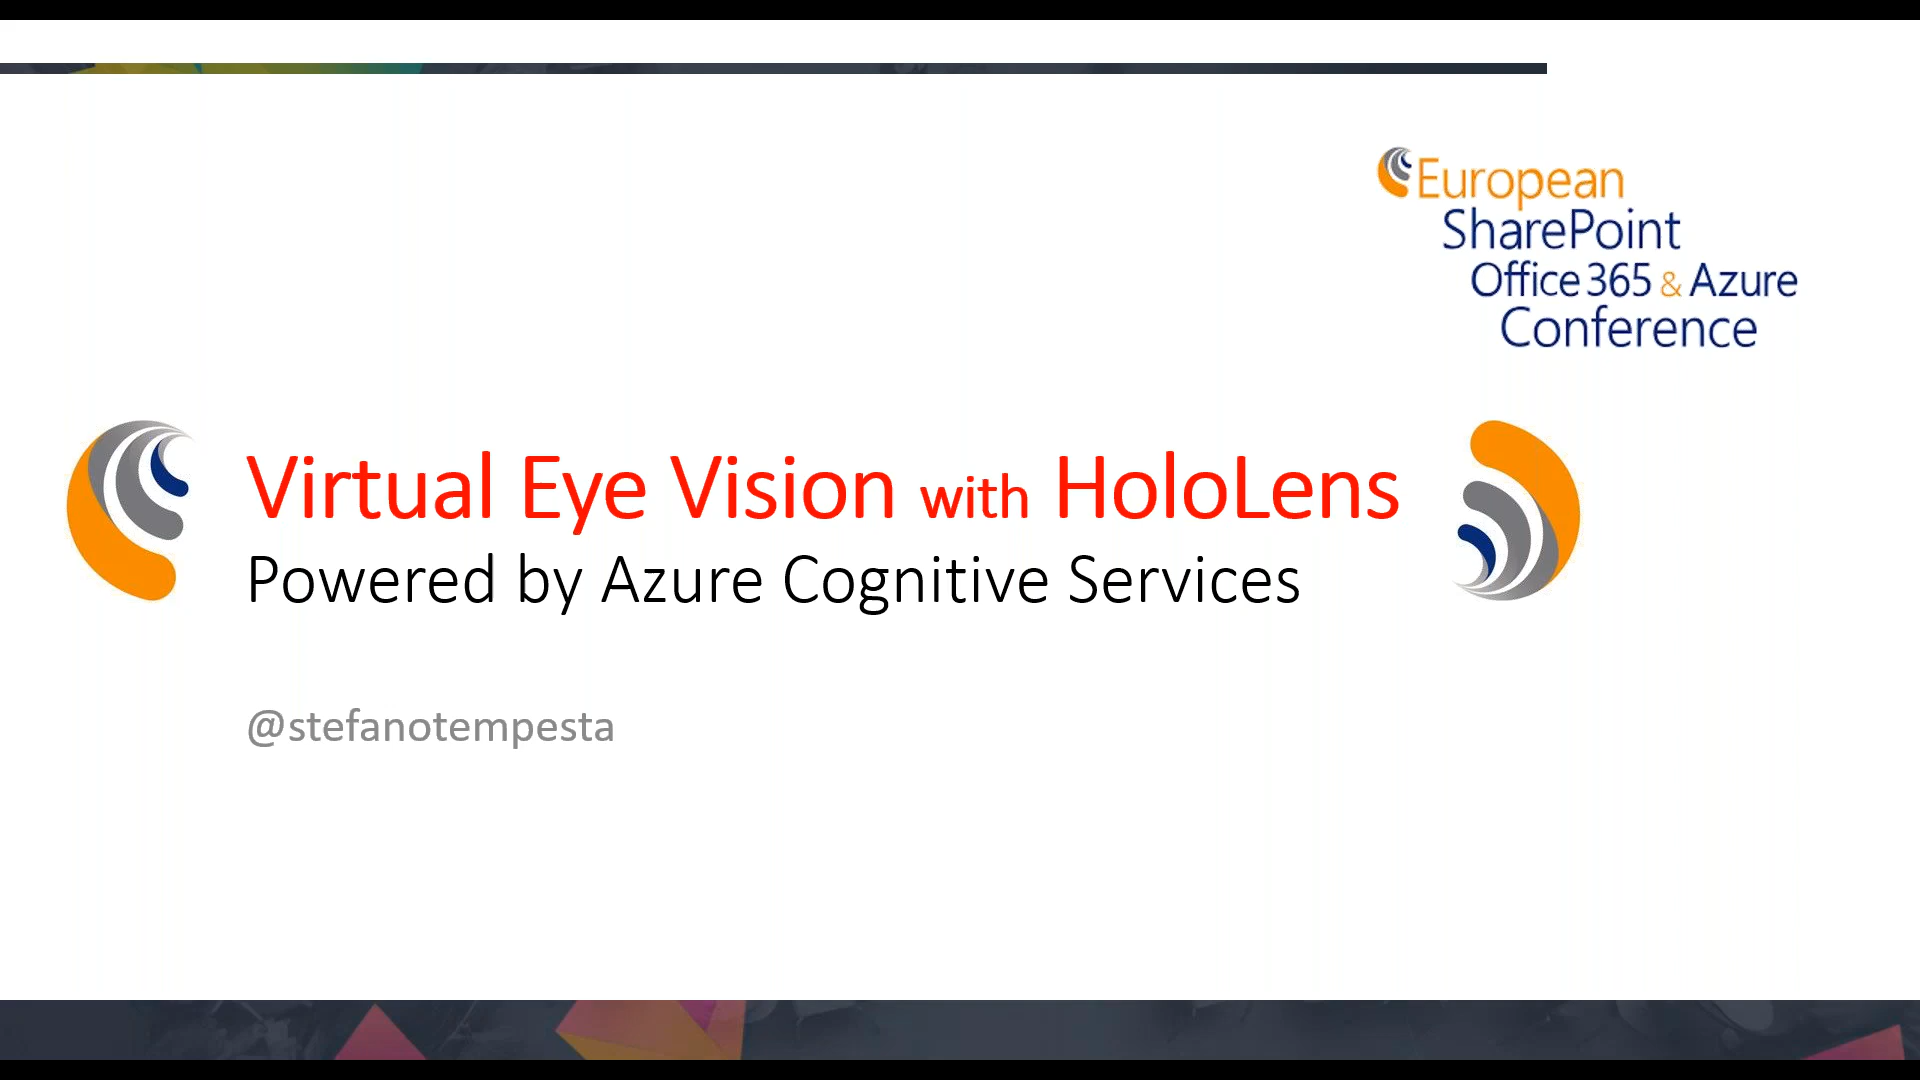 European
SharePoint
Office 365 & Azure
Conference
Virtual Eye Vision with HoloLens
Powered by Azure Cognitive Services
@stefanotempesta